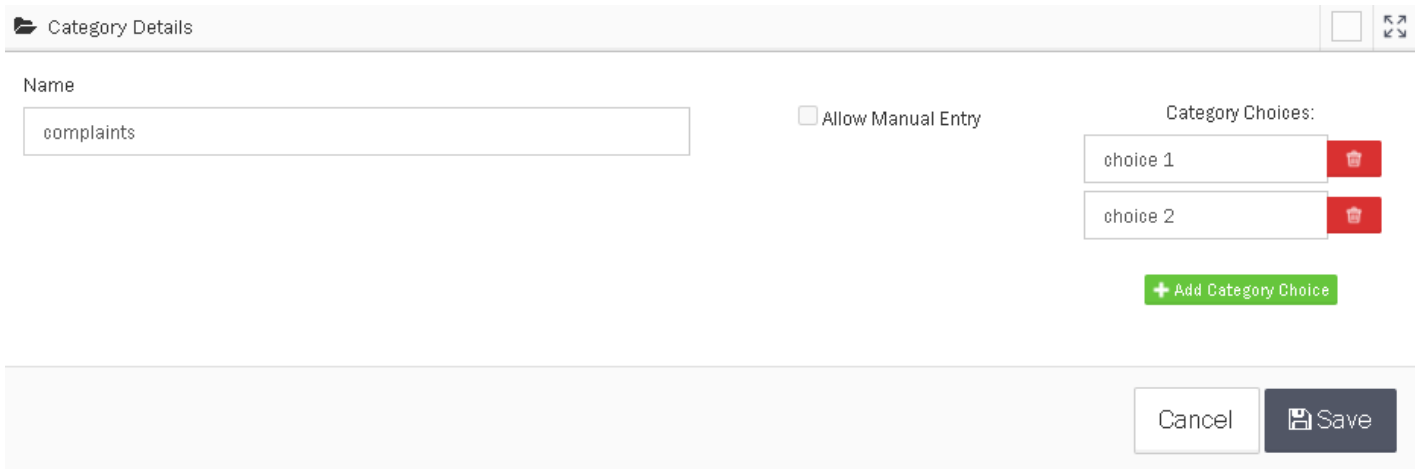 Category Details
Name
complaints
Allow Manual Entry
Category Choices:
choice 1
choice 2
Add Category Choice
Cancel
Save